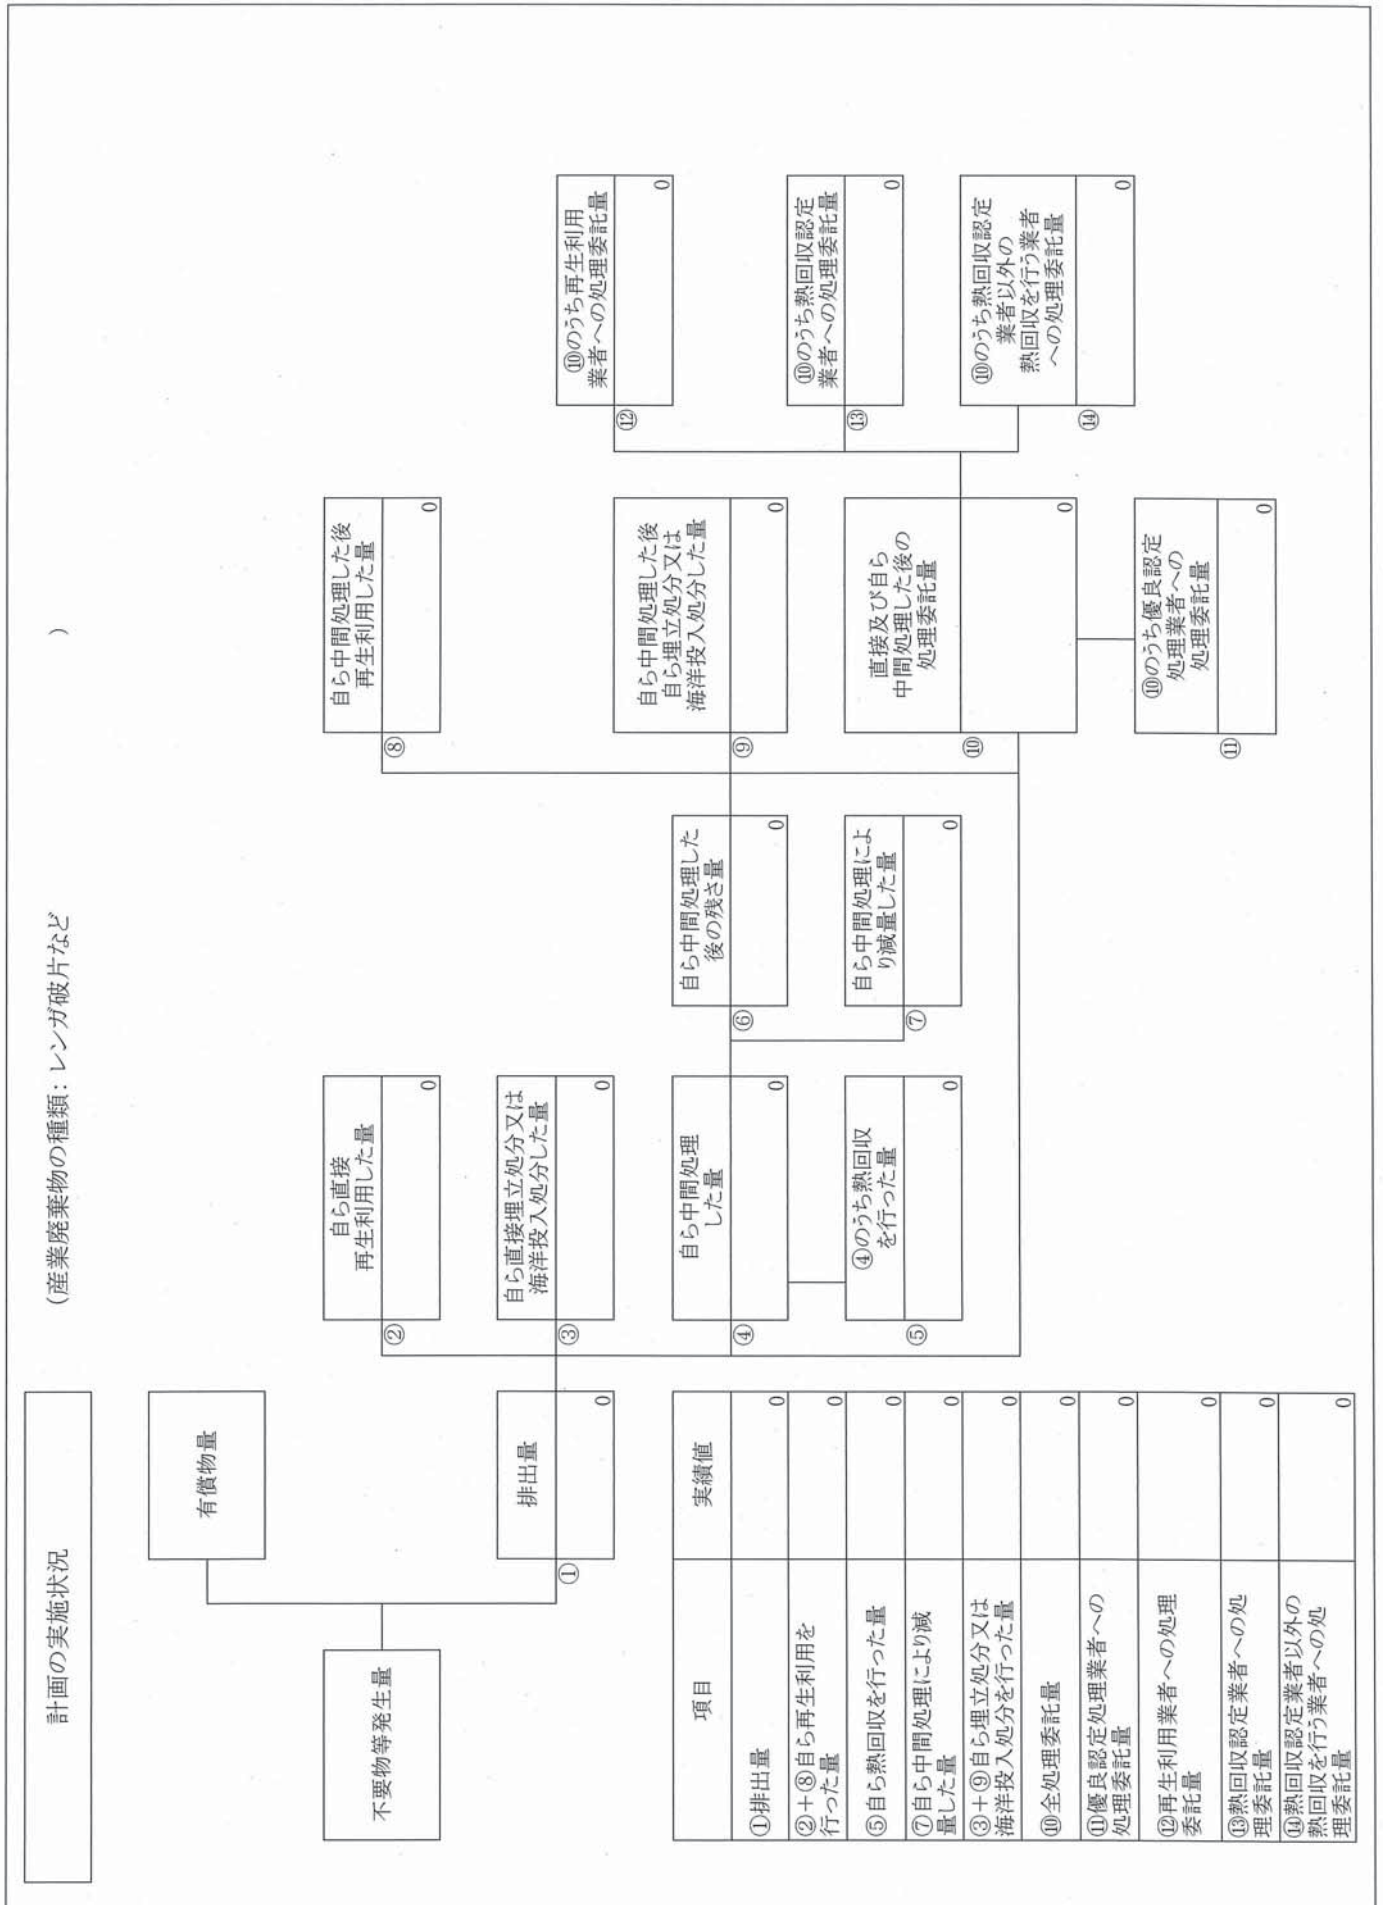 計画の実施状況
(産業廃棄物の種類：レンガ破片など
)
不要物等発生量
有償物量
排出量
①
0
自ら直接
再生利用した量
②
0
自ら直接埋立処分又は
海洋投入処分した量
③
0
自ら中間処理
した量
④
0
④のうち熱回収
を行った量
⑤
0
自ら中間処理した
後の残さ量
⑥
0
自ら中間処理によ
り減量した量
⑦
0
自ら中間処理した後
再生利用した量
⑧
0
自ら中間処理した後
自ら埋立処分又は
海洋投入処分した量
⑨
0
直接及び自ら
中間処理した後の
処理委託量
⑩
0
⑩のうち優良認定
処理業者への
処理委託量
⑪
0
⑩のうち再生利用
業者への処理委託量
⑫
0
⑩のうち熱回収認定
業者への処理委託量
⑬
0
⑩のうち熱回収認定
業者以外の
熱回収を行う業者
への処理委託量
⑭
0
項目
実績値
①排出量
0
②＋⑧自ら再生利用を
行った量
0
⑤自ら熱回収を行った量
0
⑦自ら中間処理により減
量した量
0
③＋⑨自ら埋立処分又は
海洋投入処分を行った量
0
⑩全処理委託量
0
⑪優良認定処理業者への
処理委託量
0
⑫再生利用業者への処理
委託量
0
⑬熱回収認定業者への処
理委託量
0
⑭熱回収認定業者以外の
熱回収を行う業者への処
理委託量
0